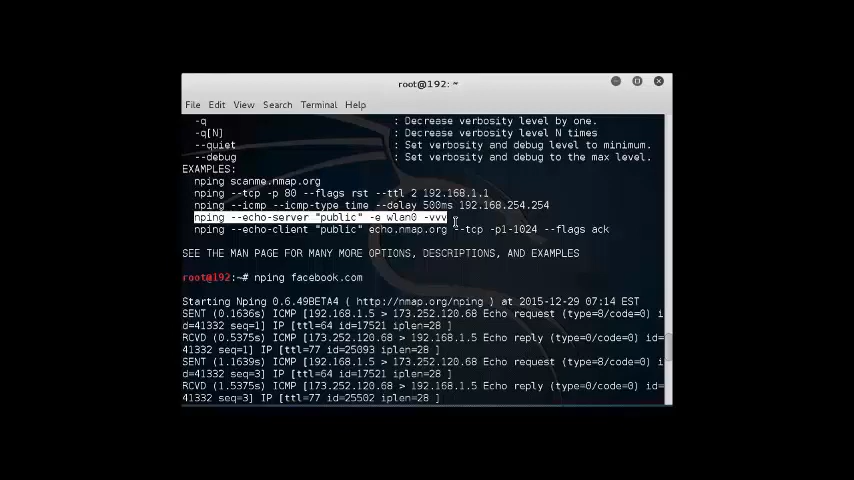 root@192: ~
File Edit View Search Terminal Help
-q : Decrease verbosity level by one.
-q[N] : Decrease verbosity level N times
--quiet : Set verbosity and debug level to minimum.
--debug : Set verbosity and debug to the max level.
EXAMPLES:
nping scanme.nmap.org
nping --tcp -p 80 --flags rst --ttl 2 192.168.1.1
nping --icmp --icmp-type time --delay 500ms 192.168.254.254
nping --echo-server "public" -e wlan0 -vvv
nping --echo-client "public" echo.nmap.org --tcp -p1-1024 --flags ack
SEE THE MAN PAGE FOR MANY MORE OPTIONS, DESCRIPTIONS, AND EXAMPLES
root@192:~# nping facebook.com
Starting Nping 0.6.49BETA4 ( http://nmap.org/nping ) at 2015-12-29 07:14 EST
SENT (0.1636s) ICMP [192.168.1.5 > 173.252.120.68 Echo request (type=8/code=0) i
d=41332 seq=1] IP [ttl=64 id=17521 iplen=28 ]
RCVD (0.5375s) ICMP [173.252.120.68 > 192.168.1.5 Echo reply (type=0/code=0) id=
41332 seq=1] IP [ttl=77 id=25093 iplen=28 ]
SENT (1.1639s) ICMP [192.168.1.5 > 173.252.120.68 Echo request (type=8/code=0) i
d=41332 seq=3] IP [ttl=64 id=17521 iplen=28 ]
RCVD (1.5375s) ICMP [173.252.120.68 > 192.168.1.5 Echo reply (type=0/code=0) id=
41332 seq=3] IP [ttl=77 id=25502 iplen=28 ]